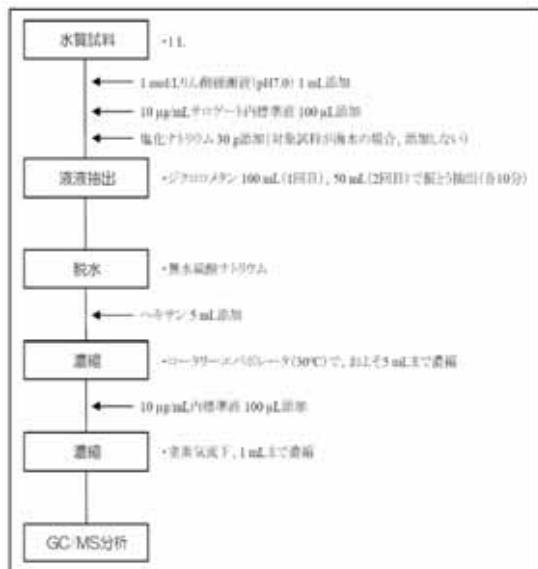 水質試料
・1 L
1 mol/Lりん酸緩衝液(pH7.0) 1 mL添加
10 μg/mLサロゲート内標準液 100 μL添加
塩化ナトリウム 30 g添加(対象試料が海水の場合、添加しない)
液液抽出
・ジクロロメタン 100 mL(1回目)、50 mL(2回目)で振とう抽出(各10分)
脱水
・無水硫酸ナトリウム
ヘキサン 5 mL添加
濃縮
・ロータリーエバポレータ(30℃)で、およそ5 mLまで濃縮
10 μg/mL内標準液 100 μL添加
濃縮
・窒素気流下、1 mLまで濃縮
GC/MS分析